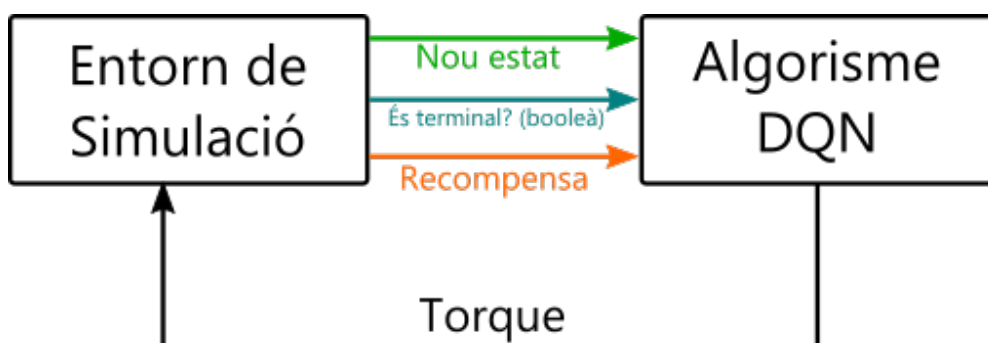 Entorn de
Simulació
Nou estat
És terminal? (booleà)
Recompensa
Algorisme
DQN
Torque